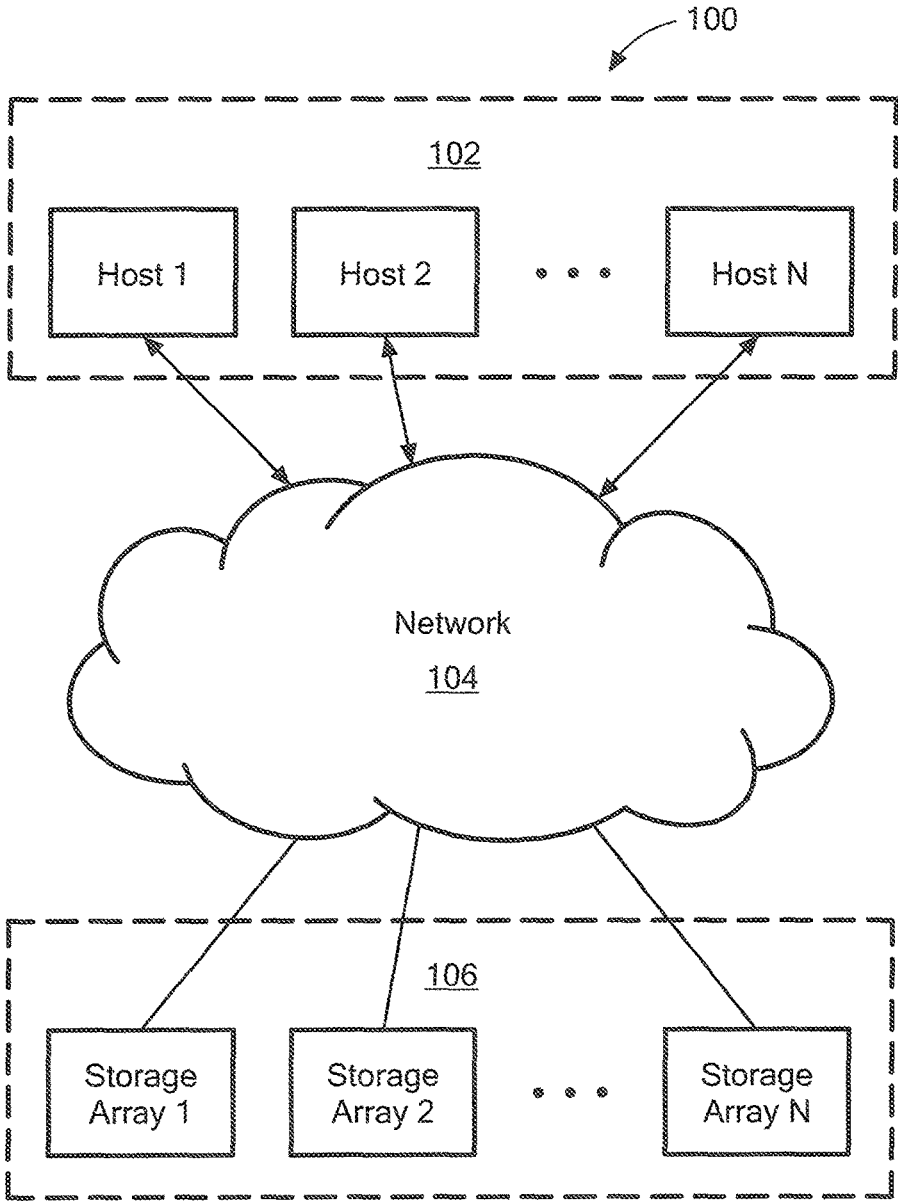 100
102
Host 1
Host 2
Host N
Network
104
106
Storage
Array 1
Storage
Array 2
Storage
Array N